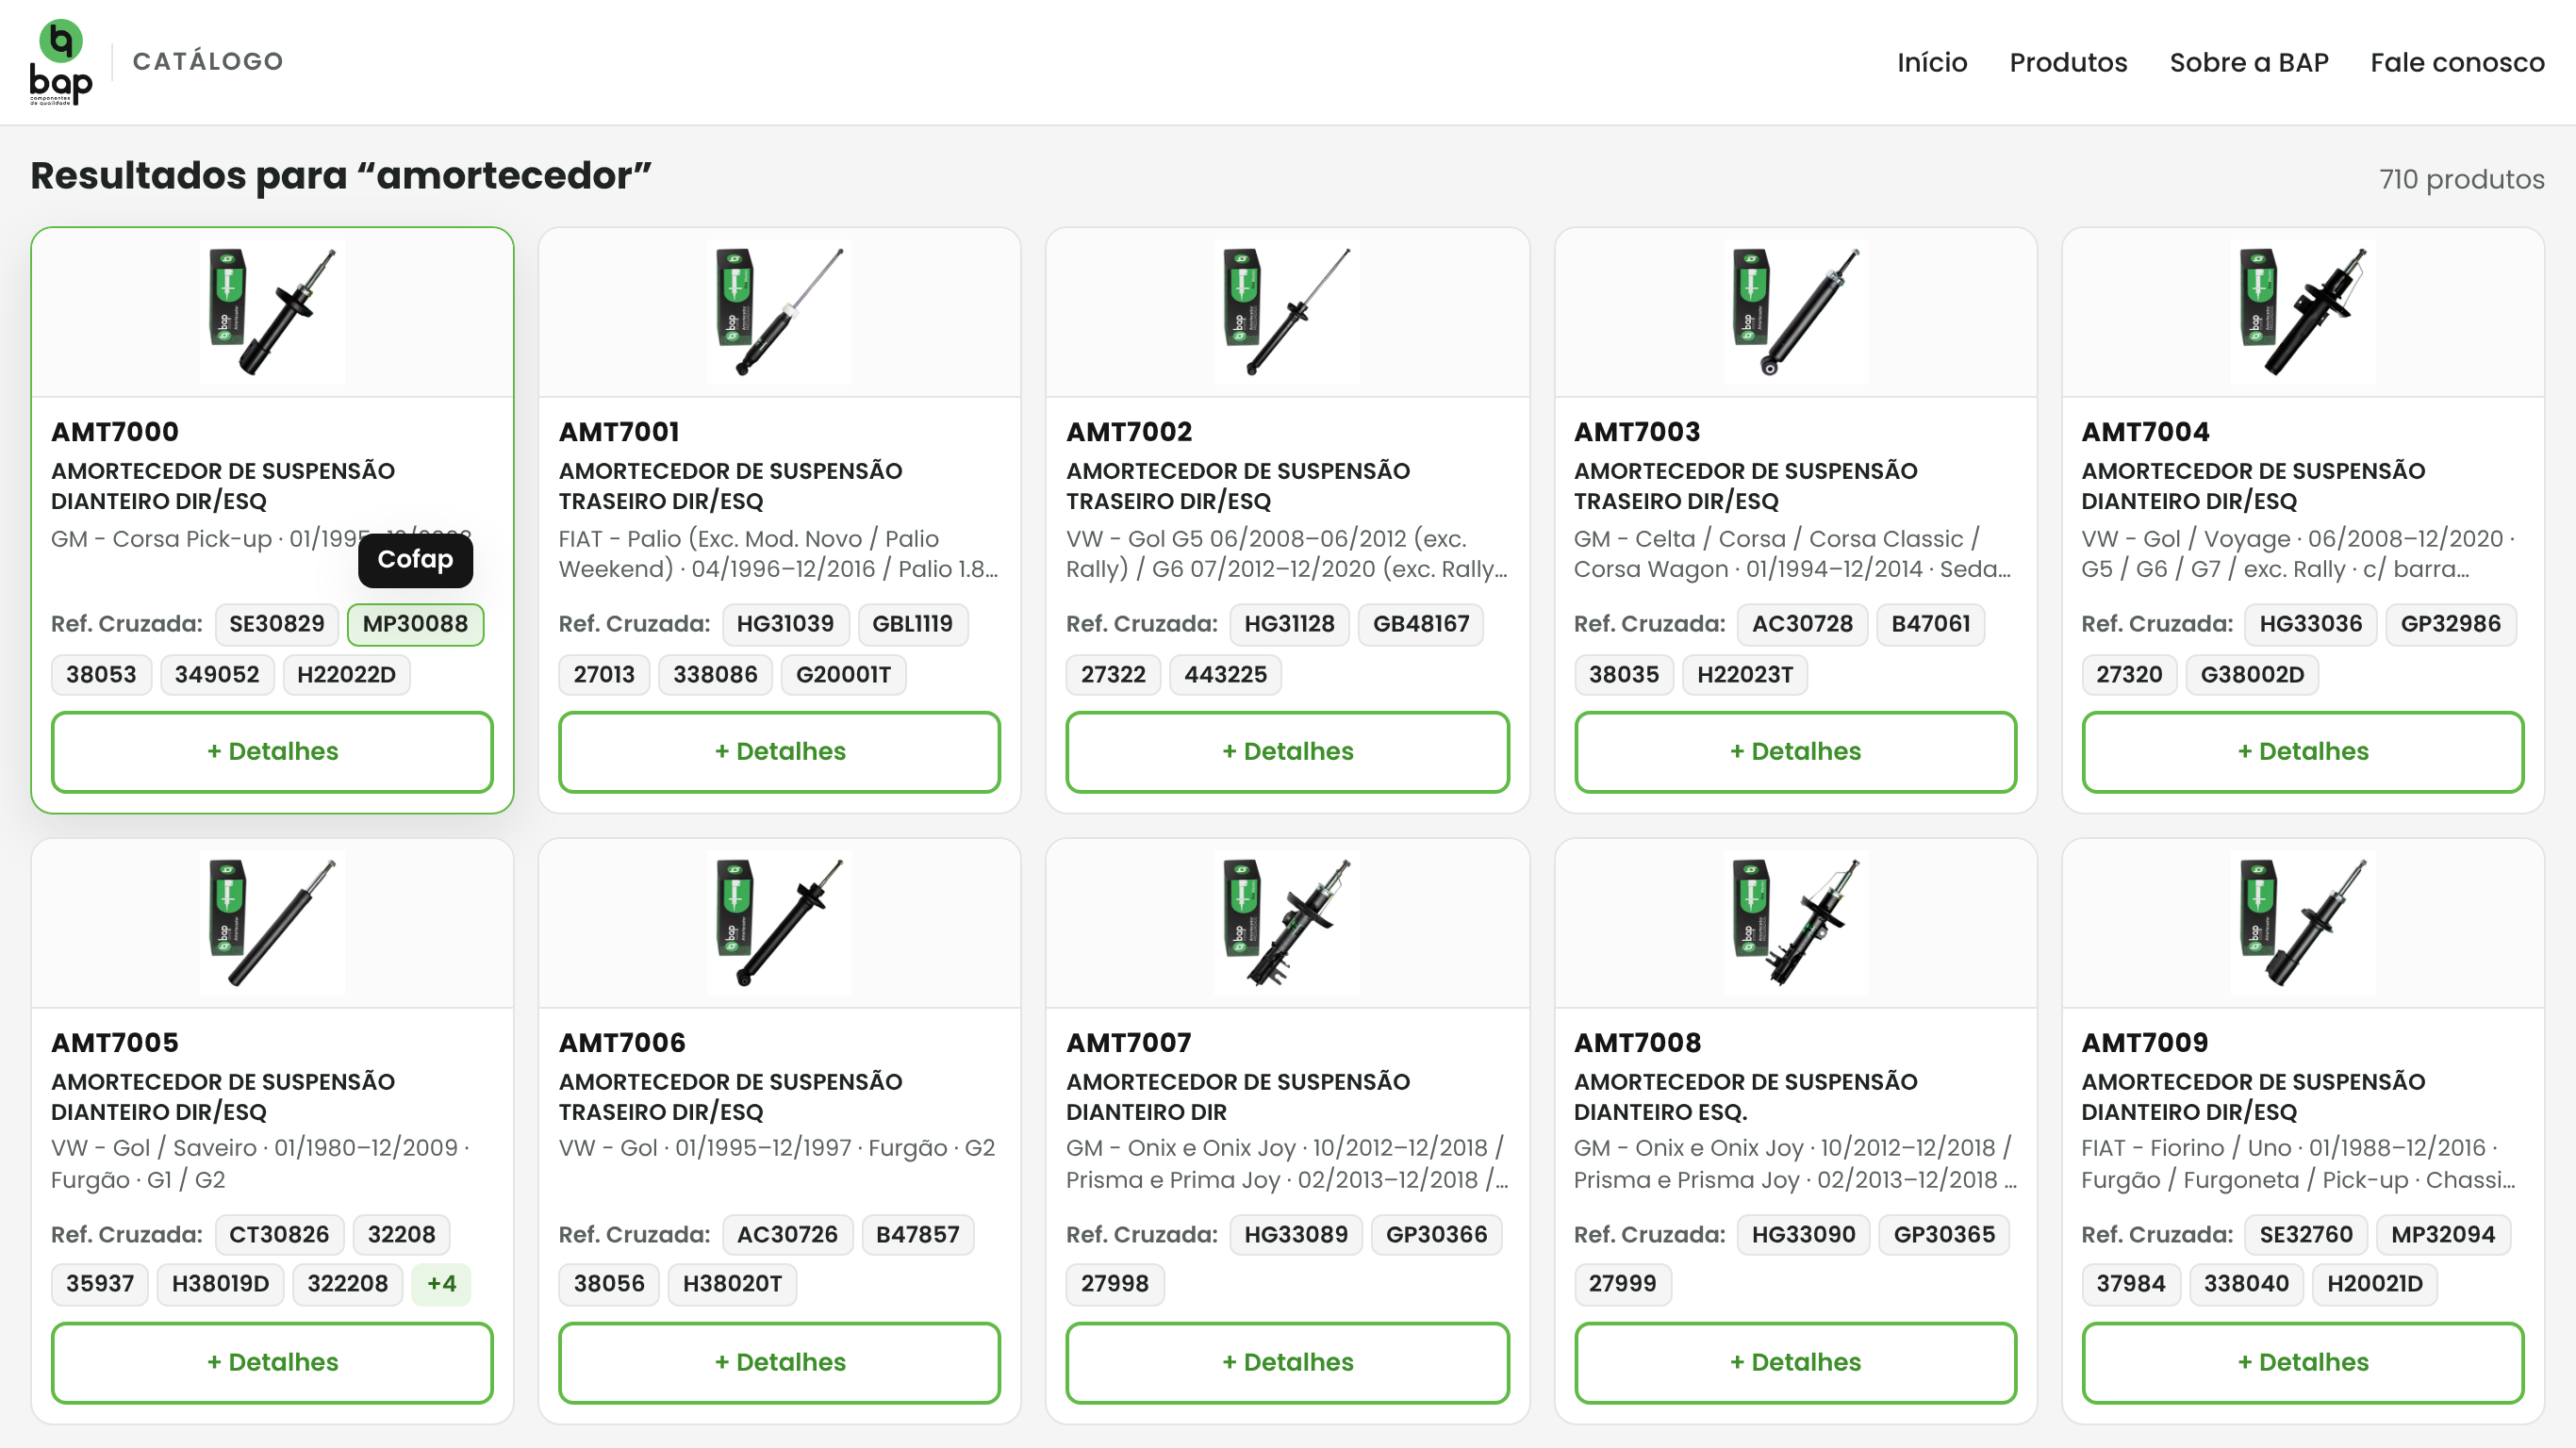 bap
componentes
de qualidade
CATÁLOGO
Início
Produtos
Sobre a BAP
Fale conosco
Resultados para “amortecedor”
710 produtos
AMT7000
AMORTECEDOR DE SUSPENSÃO
DIANTEIRO DIR/ESQ
GM - Corsa Pick-up · 01/1995
Cofap
Ref. Cruzada: SE30829 MP30088
38053 349052 H22022D
+ Detalhes
AMT7001
AMORTECEDOR DE SUSPENSÃO
TRASEIRO DIR/ESQ
FIAT - Palio (Exc. Mod. Novo / Palio
Weekend) · 04/1996–12/2016 / Palio 1.8...
Ref. Cruzada: HG31039 GBL1119
27013 338086 G20001T
+ Detalhes
AMT7002
AMORTECEDOR DE SUSPENSÃO
TRASEIRO DIR/ESQ
VW - Gol G5 06/2008–06/2012 (exc.
Rally) / G6 07/2012–12/2020 (exc. Rally...
Ref. Cruzada: HG31128 GB48167
27322 443225
+ Detalhes
AMT7003
AMORTECEDOR DE SUSPENSÃO
TRASEIRO DIR/ESQ
GM - Celta / Corsa / Corsa Classic /
Corsa Wagon · 01/1994–12/2014 · Seda...
Ref. Cruzada: AC30728 B47061
38035 H22023T
+ Detalhes
AMT7004
AMORTECEDOR DE SUSPENSÃO
DIANTEIRO DIR/ESQ
VW - Gol / Voyage · 06/2008–12/2020 ·
G5 / G6 / G7 / exc. Rally · c/ barra...
Ref. Cruzada: HG33036 GP32986
27320 G38002D
+ Detalhes
AMT7005
AMORTECEDOR DE SUSPENSÃO
DIANTEIRO DIR/ESQ
VW - Gol / Saveiro · 01/1980–12/2009 ·
Furgão · G1 / G2
Ref. Cruzada: CT30826 32208
35937 H38019D 322208 +4
+ Detalhes
AMT7006
AMORTECEDOR DE SUSPENSÃO
TRASEIRO DIR/ESQ
VW - Gol · 01/1995–12/1997 · Furgão · G2
Ref. Cruzada: AC30726 B47857
38056 H38020T
+ Detalhes
AMT7007
AMORTECEDOR DE SUSPENSÃO
DIANTEIRO DIR
GM - Onix e Onix Joy · 10/2012–12/2018 /
Prisma e Prima Joy · 02/2013–12/2018 /...
Ref. Cruzada: HG33089 GP30366
27998
+ Detalhes
AMT7008
AMORTECEDOR DE SUSPENSÃO
DIANTEIRO ESQ.
GM - Onix e Onix Joy · 10/2012–12/2018 /
Prisma e Prisma Joy · 02/2013–12/2018 ...
Ref. Cruzada: HG33090 GP30365
27999
+ Detalhes
AMT7009
AMORTECEDOR DE SUSPENSÃO
DIANTEIRO DIR/ESQ
FIAT - Fiorino / Uno · 01/1988–12/2016 ·
Furgão / Furgoneta / Pick-up · Chassi...
Ref. Cruzada: SE32760 MP32094
37984 338040 H20021D
+ Detalhes